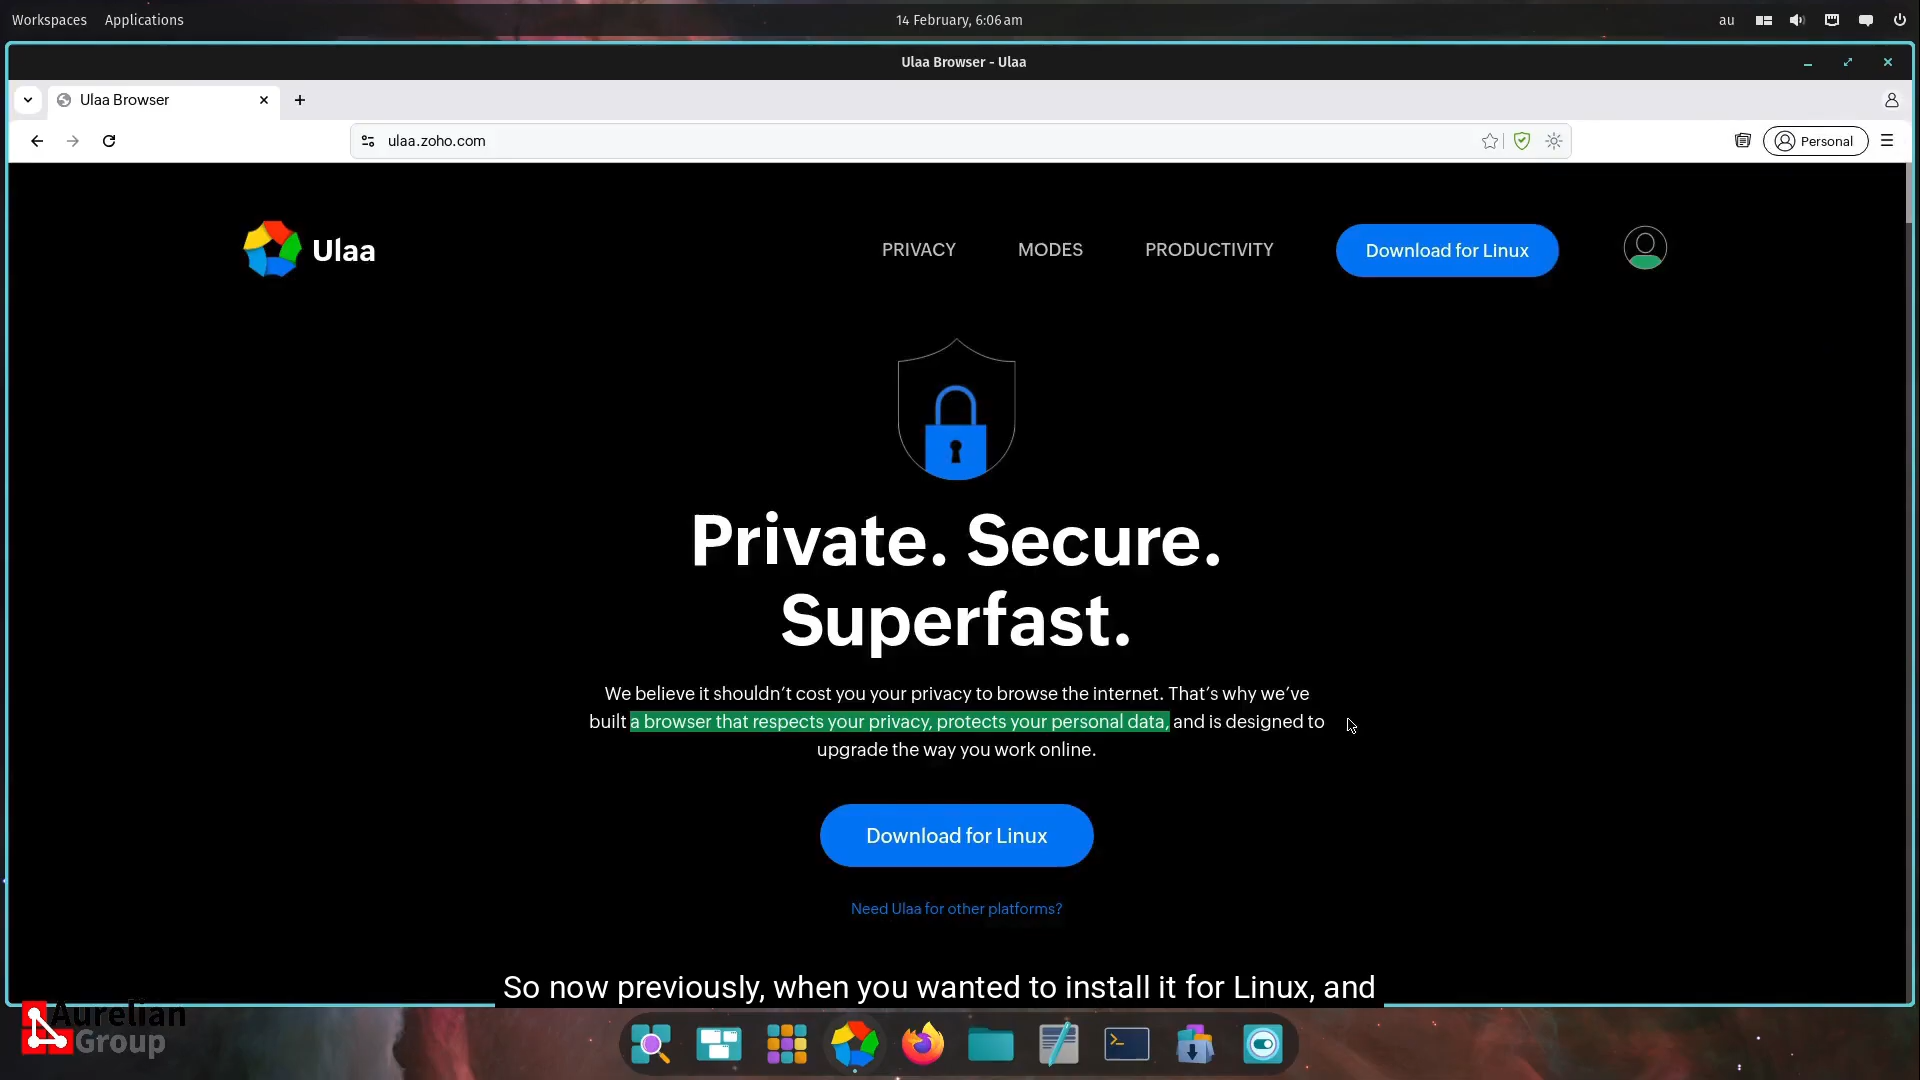 Workspaces Applications 14 February, 6:06 am au
Ulaa Browser - Ulaa
Ulaa Browser
ulaa.zoho.com Personal
Ulaa PRIVACY MODES PRODUCTIVITY Download for Linux
Private. Secure.
Superfast.
We believe it shouldn’t cost you your privacy to browse the internet. That’s why we’ve
built a browser that respects your privacy, protects your personal data, and is designed to
upgrade the way you work online.
Download for Linux
Need Ulaa for other platforms?
So now previously, when you wanted to install it for Linux, and
Aurelian
Group